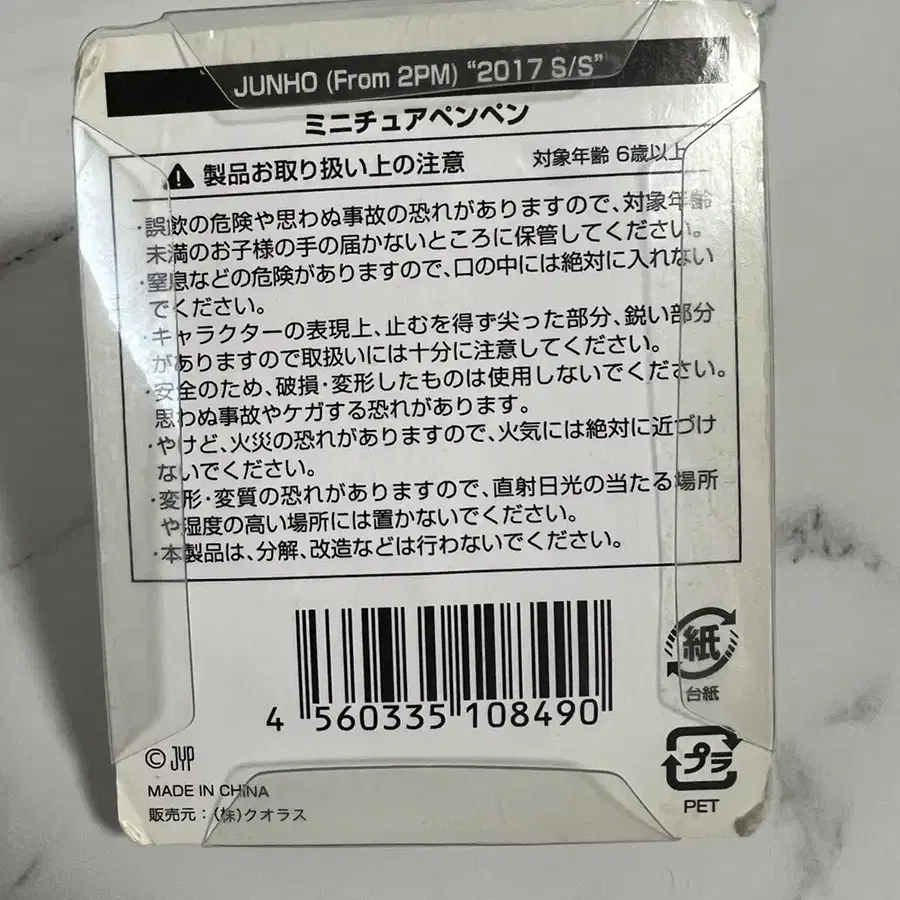 JUNHO (From 2PM) “2017 S/S”
ミニチュアペンペン
製品お取り扱い上の注意 対象年齢 6歳以上
・誤飲の危険や思わぬ事故の恐れがありますので、対象年齢
未満のお子様の手の届かないところに保管してください。
・窒息などの危険がありますので、口の中には絶対に入れない
でください。
・キャラクターの表現上、止むを得ず尖った部分、鋭い部分
がありますので取扱いには十分に注意してください。
・安全のため、破損・変形したものは使用しないでください。
思わぬ事故やケガする恐れがあります。
・やけど、火災の恐れがありますので、火気には絶対に近づけ
ないでください。
・変形・変質の恐れがありますので、直射日光の当たる場所
や湿度の高い場所には置かないでください。
・本製品は、分解、改造などは行わないでください。
4 560335 108490
紙
台紙
© JYP
MADE IN CHINA
販売元：(株)クオラス
プラ
PET